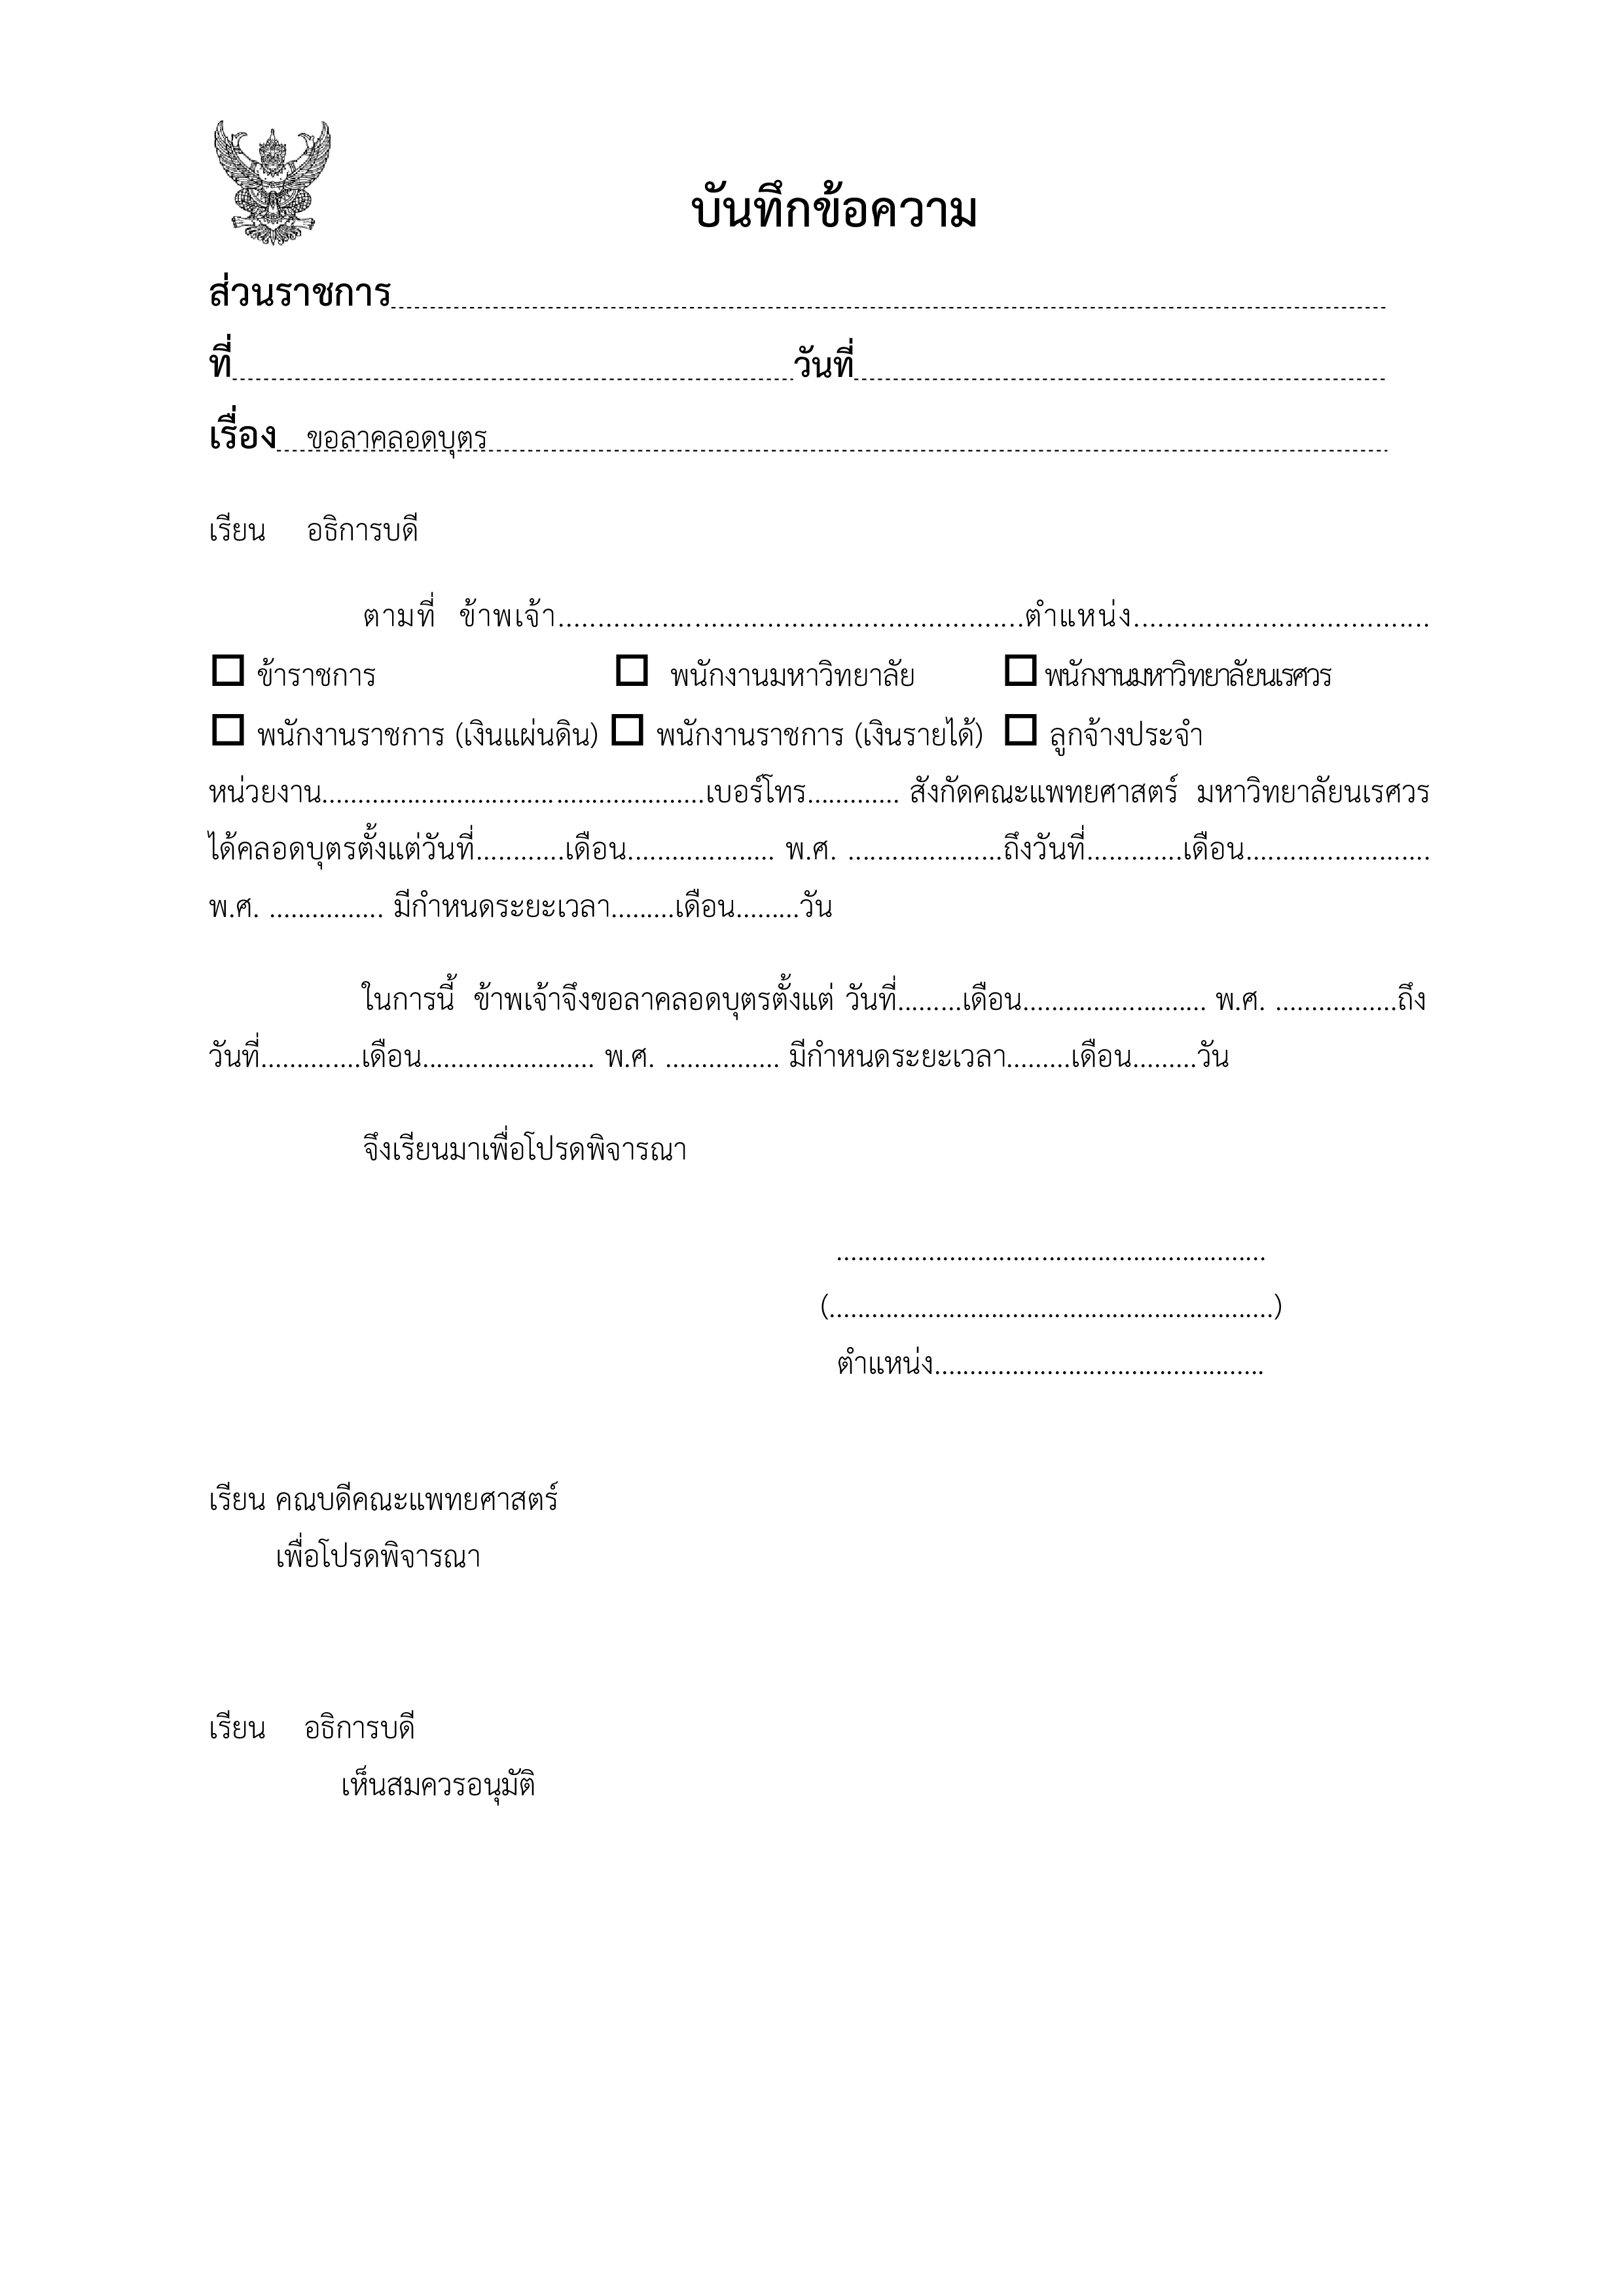 บันทึกข้อความ
ส่วนราชการ
ที่ วันที่
เรื่อง ขอลาคลอดบุตร
เรียน อธิการบดี
ตามที่ ข้าพเจ้า..........................................................ตำแหน่ง.....................................
☐ ข้าราชการ ☐ พนักงานมหาวิทยาลัย ☐ พนักงานมหาวิทยาลัยนเรศวร
☐ พนักงานราชการ (เงินแผ่นดิน) ☐ พนักงานราชการ (เงินรายได้) ☐ ลูกจ้างประจำ
หน่วยงาน......................................................เบอร์โทร............. สังกัดคณะแพทยศาสตร์ มหาวิทยาลัยนเรศวร
ได้คลอดบุตรตั้งแต่วันที่............เดือน..................... พ.ศ. ......................ถึงวันที่.............เดือน..........................
พ.ศ. ................ มีกำหนดระยะเวลา.........เดือน.........วัน
ในการนี้ ข้าพเจ้าจึงขอลาคลอดบุตรตั้งแต่ วันที่.........เดือน.......................... พ.ศ. .................ถึง
วันที่..............เดือน........................ พ.ศ. ................ มีกำหนดระยะเวลา.........เดือน.........วัน
จึงเรียนมาเพื่อโปรดพิจารณา
............................................................
(..............................................................)
ตำแหน่ง..............................................
เรียน คณบดีคณะแพทยศาสตร์
เพื่อโปรดพิจารณา
เรียน อธิการบดี
เห็นสมควรอนุมัติ